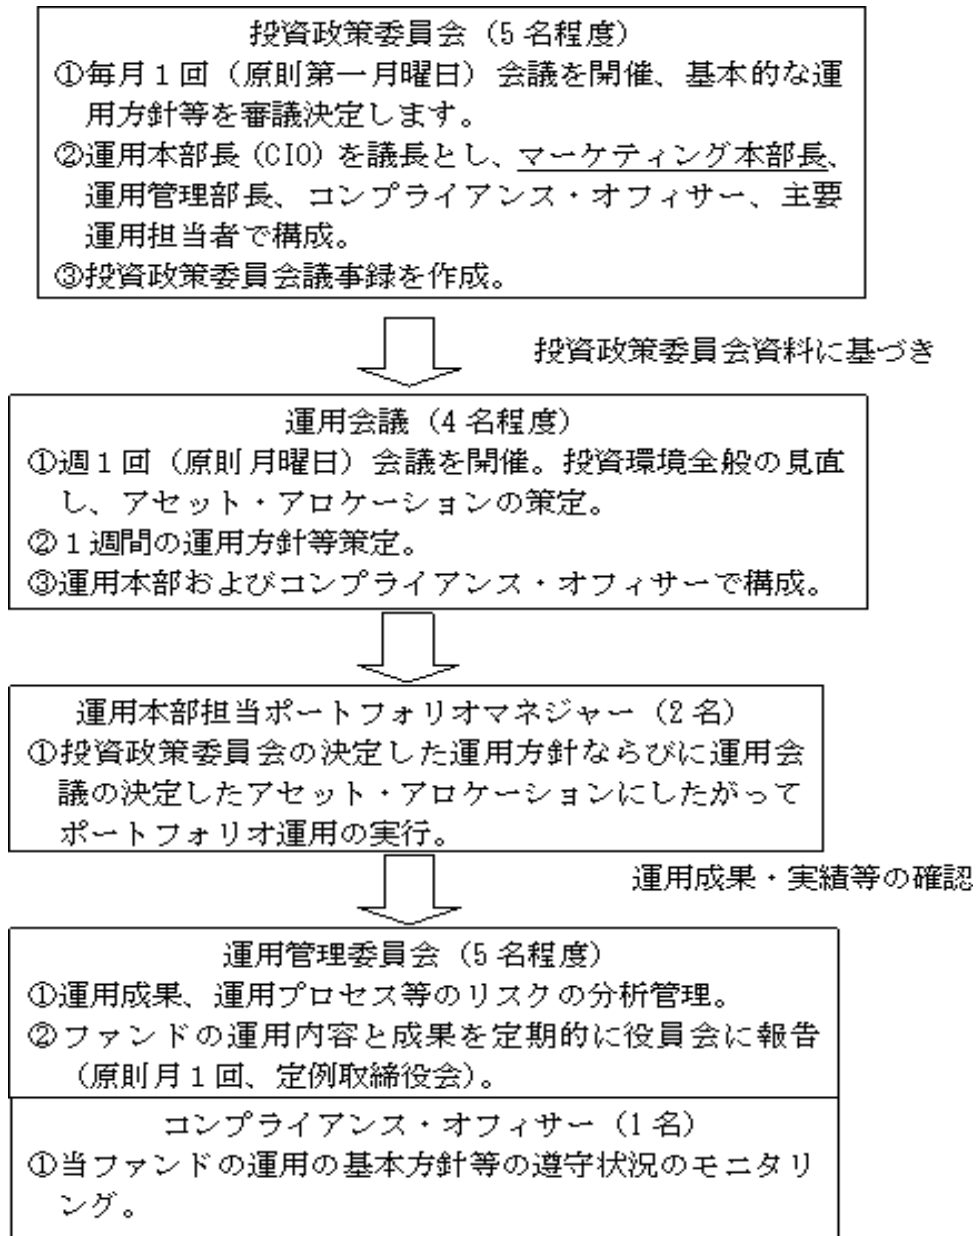 投資政策委員会（5名程度）
①毎月1回（原則第一月曜日）会議を開催、基本的な運
用方針等を審議決定します。
②運用本部長(CIO)を議長とし、マーケティング本部長、
運用管理部長、コンプライアンス・オフィサー、主要
運用担当者で構成。
③投資政策委員会議事録を作成。
投資政策委員会資料に基づき
運用会議（4名程度）
①週1回（原則月曜日）会議を開催。投資環境全般の見直
し、アセット・アロケーションの策定。
②1週間の運用方針等策定。
③運用本部およびコンプライアンス・オフィサーで構成。
運用本部担当ポートフォリオマネジャー（2名）
①投資政策委員会の決定した運用方針ならびに運用会
議の決定したアセット・アロケーションにしたがって
ポートフォリオ運用の実行。
運用成果・実績等の確認
運用管理委員会（5名程度）
①運用成果、運用プロセス等のリスクの分析管理。
②ファンドの運用内容と成果を定期的に役員会に報告
（原則月1回、定例取締役会）。
コンプライアンス・オフィサー（1名）
①当ファンドの運用の基本方針等の遵守状況のモニタリ
ング。